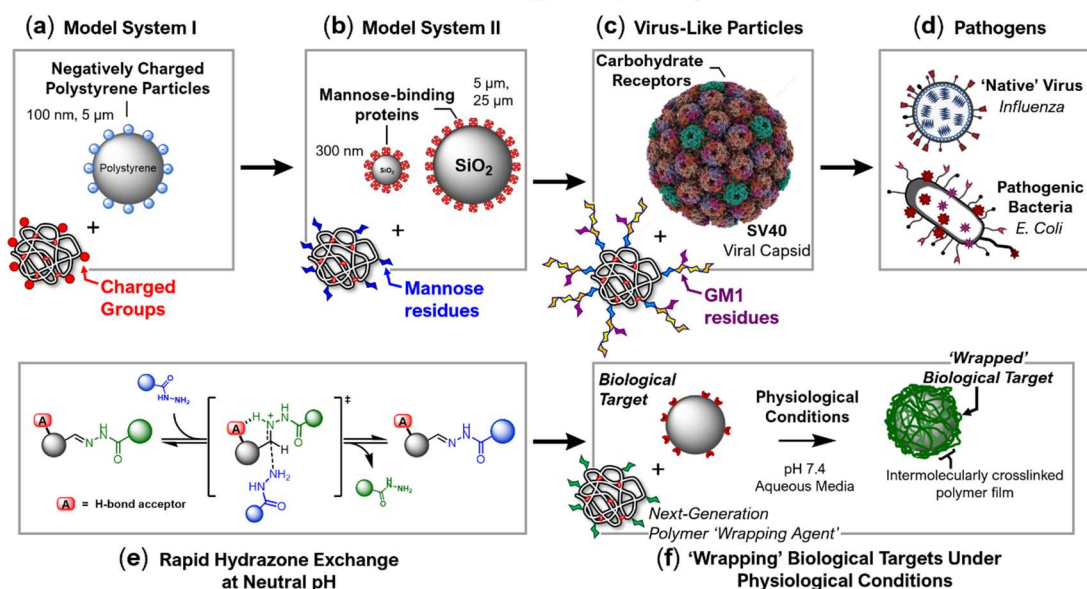 (a) Model System I
Negatively Charged
Polystyrene Particles
100 nm, 5 µm
Polystyrene
+
Charged
Groups
(b) Model System II
5 µm,
25 µm
Mannose-binding
proteins
300 nm
SiO₂
SiO₂
+
Mannose
residues
(c) Virus-Like Particles
Carbohydrate
Receptors
SV40
Viral Capsid
+
GM1
residues
(d) Pathogens
'Native' Virus
Influenza
Pathogenic
Bacteria
E. Coli
A
N
N
H
O
O
N
H
NH₂
A
H
N
+
H
N
O
H
NH₂
HN
O
‡
O
H
N
NH₂
A
N
N
H
O
A = H-bond acceptor
(e) Rapid Hydrazone Exchange
at Neutral pH
Biological
Target
+
Next-Generation
Polymer 'Wrapping Agent'
Physiological
Conditions
pH 7.4
Aqueous Media
'Wrapped'
Biological Target
Intermolecularly crosslinked
polymer film
(f) 'Wrapping' Biological Targets Under
Physiological Conditions